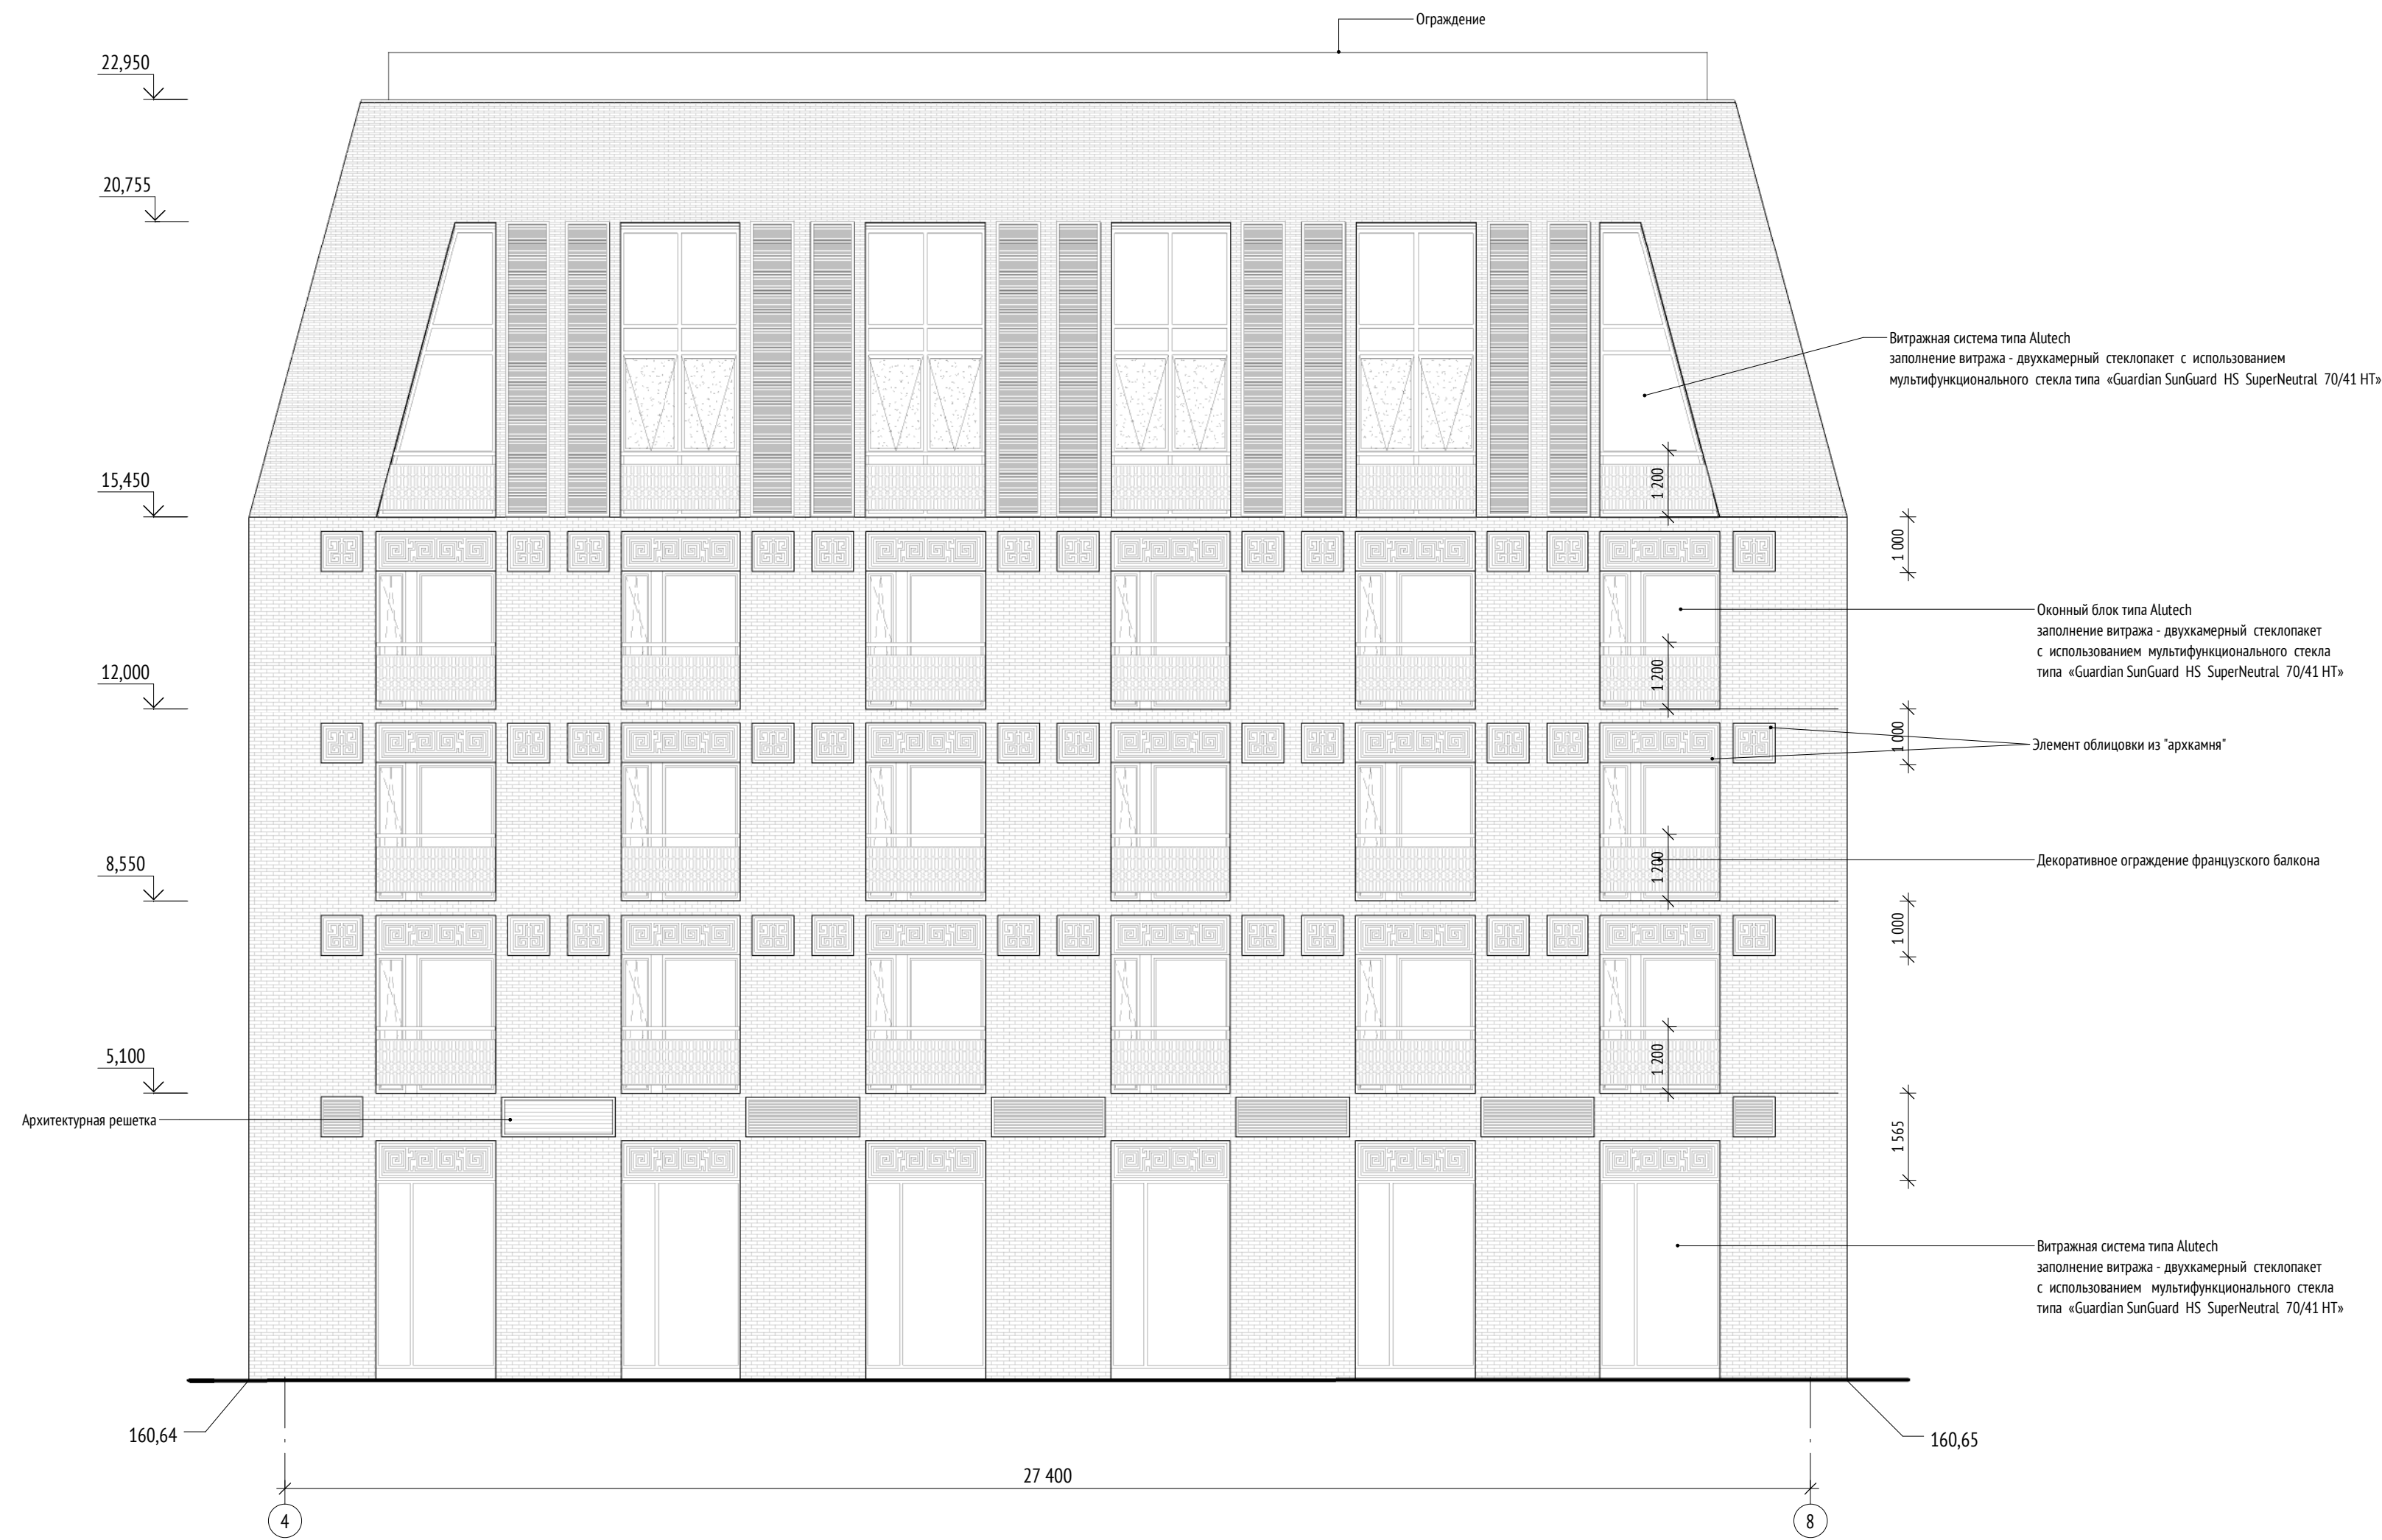 Ограждение
22,950
20,755
Витражная система типа Alutech
заполнение витража - двухкамерный стеклопакет с использованием
мультифункционального стекла типа «Guardian SunGuard HS SuperNeutral 70/41 HT»
15,450
1 200
1 000
Оконный блок типа Alutech
заполнение витража - двухкамерный стеклопакет
с использованием мультифункционального стекла
типа «Guardian SunGuard HS SuperNeutral 70/41 HT»
12,000
1 200
1 000
Элемент облицовки из "архкамня"
8,550
1 200
Декоративное ограждение французского балкона
1 000
5,100
1 200
Архитектурная решетка
1 565
Витражная система типа Alutech
заполнение витража - двухкамерный стеклопакет
с использованием мультифункционального стекла
типа «Guardian SunGuard HS SuperNeutral 70/41 HT»
160,64
160,65
27 400
4
8